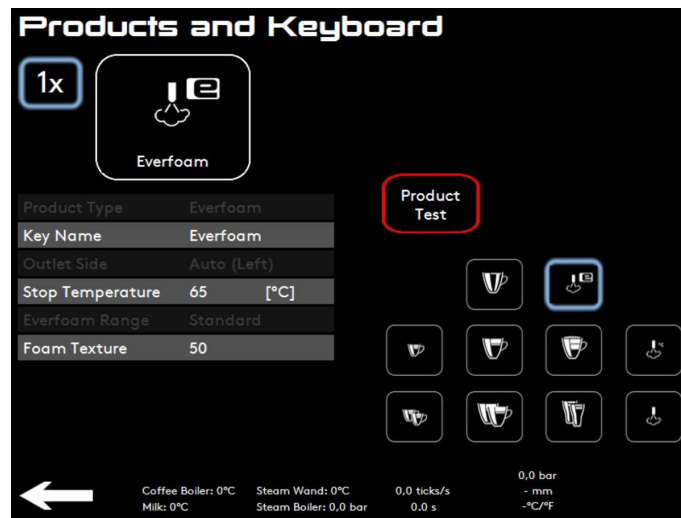 Products and Keyboard
1x
e
Everfoam
Product Type Everfoam
Key Name Everfoam
Outlet Side Auto (Left)
Stop Temperature 65 [°C]
Everfoam Range Standard
Foam Texture 50
Product
Test
e
°C
Coffee Boiler: 0°C Steam Wand: 0°C 0,0 ticks/s 0,0 bar
- mm
Milk: 0°C Steam Boiler: 0,0 bar 0.0 s -°C/°F